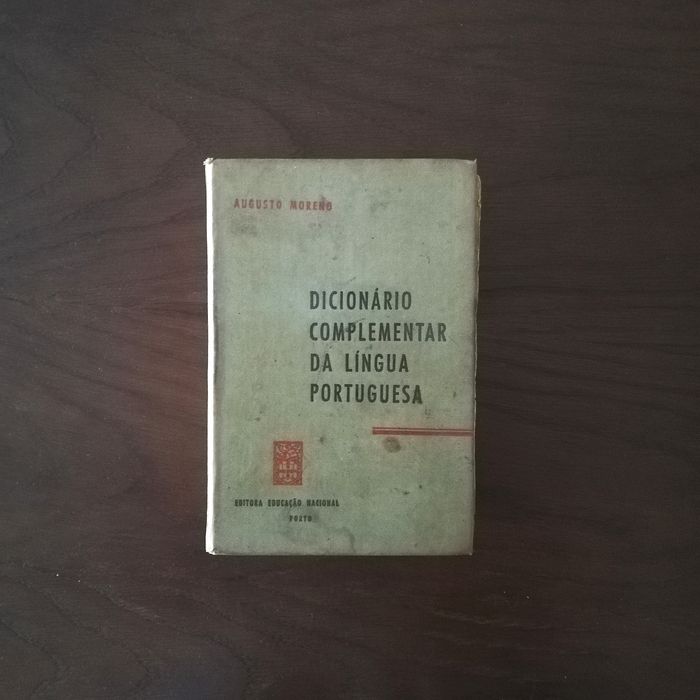 AUGUSTO MORENO
DICIONÁRIO
COMPLEMENTAR
DA LÍNGUA
PORTUGUESA
EDITORA EDUCAÇÃO NACIONAL
PORTO